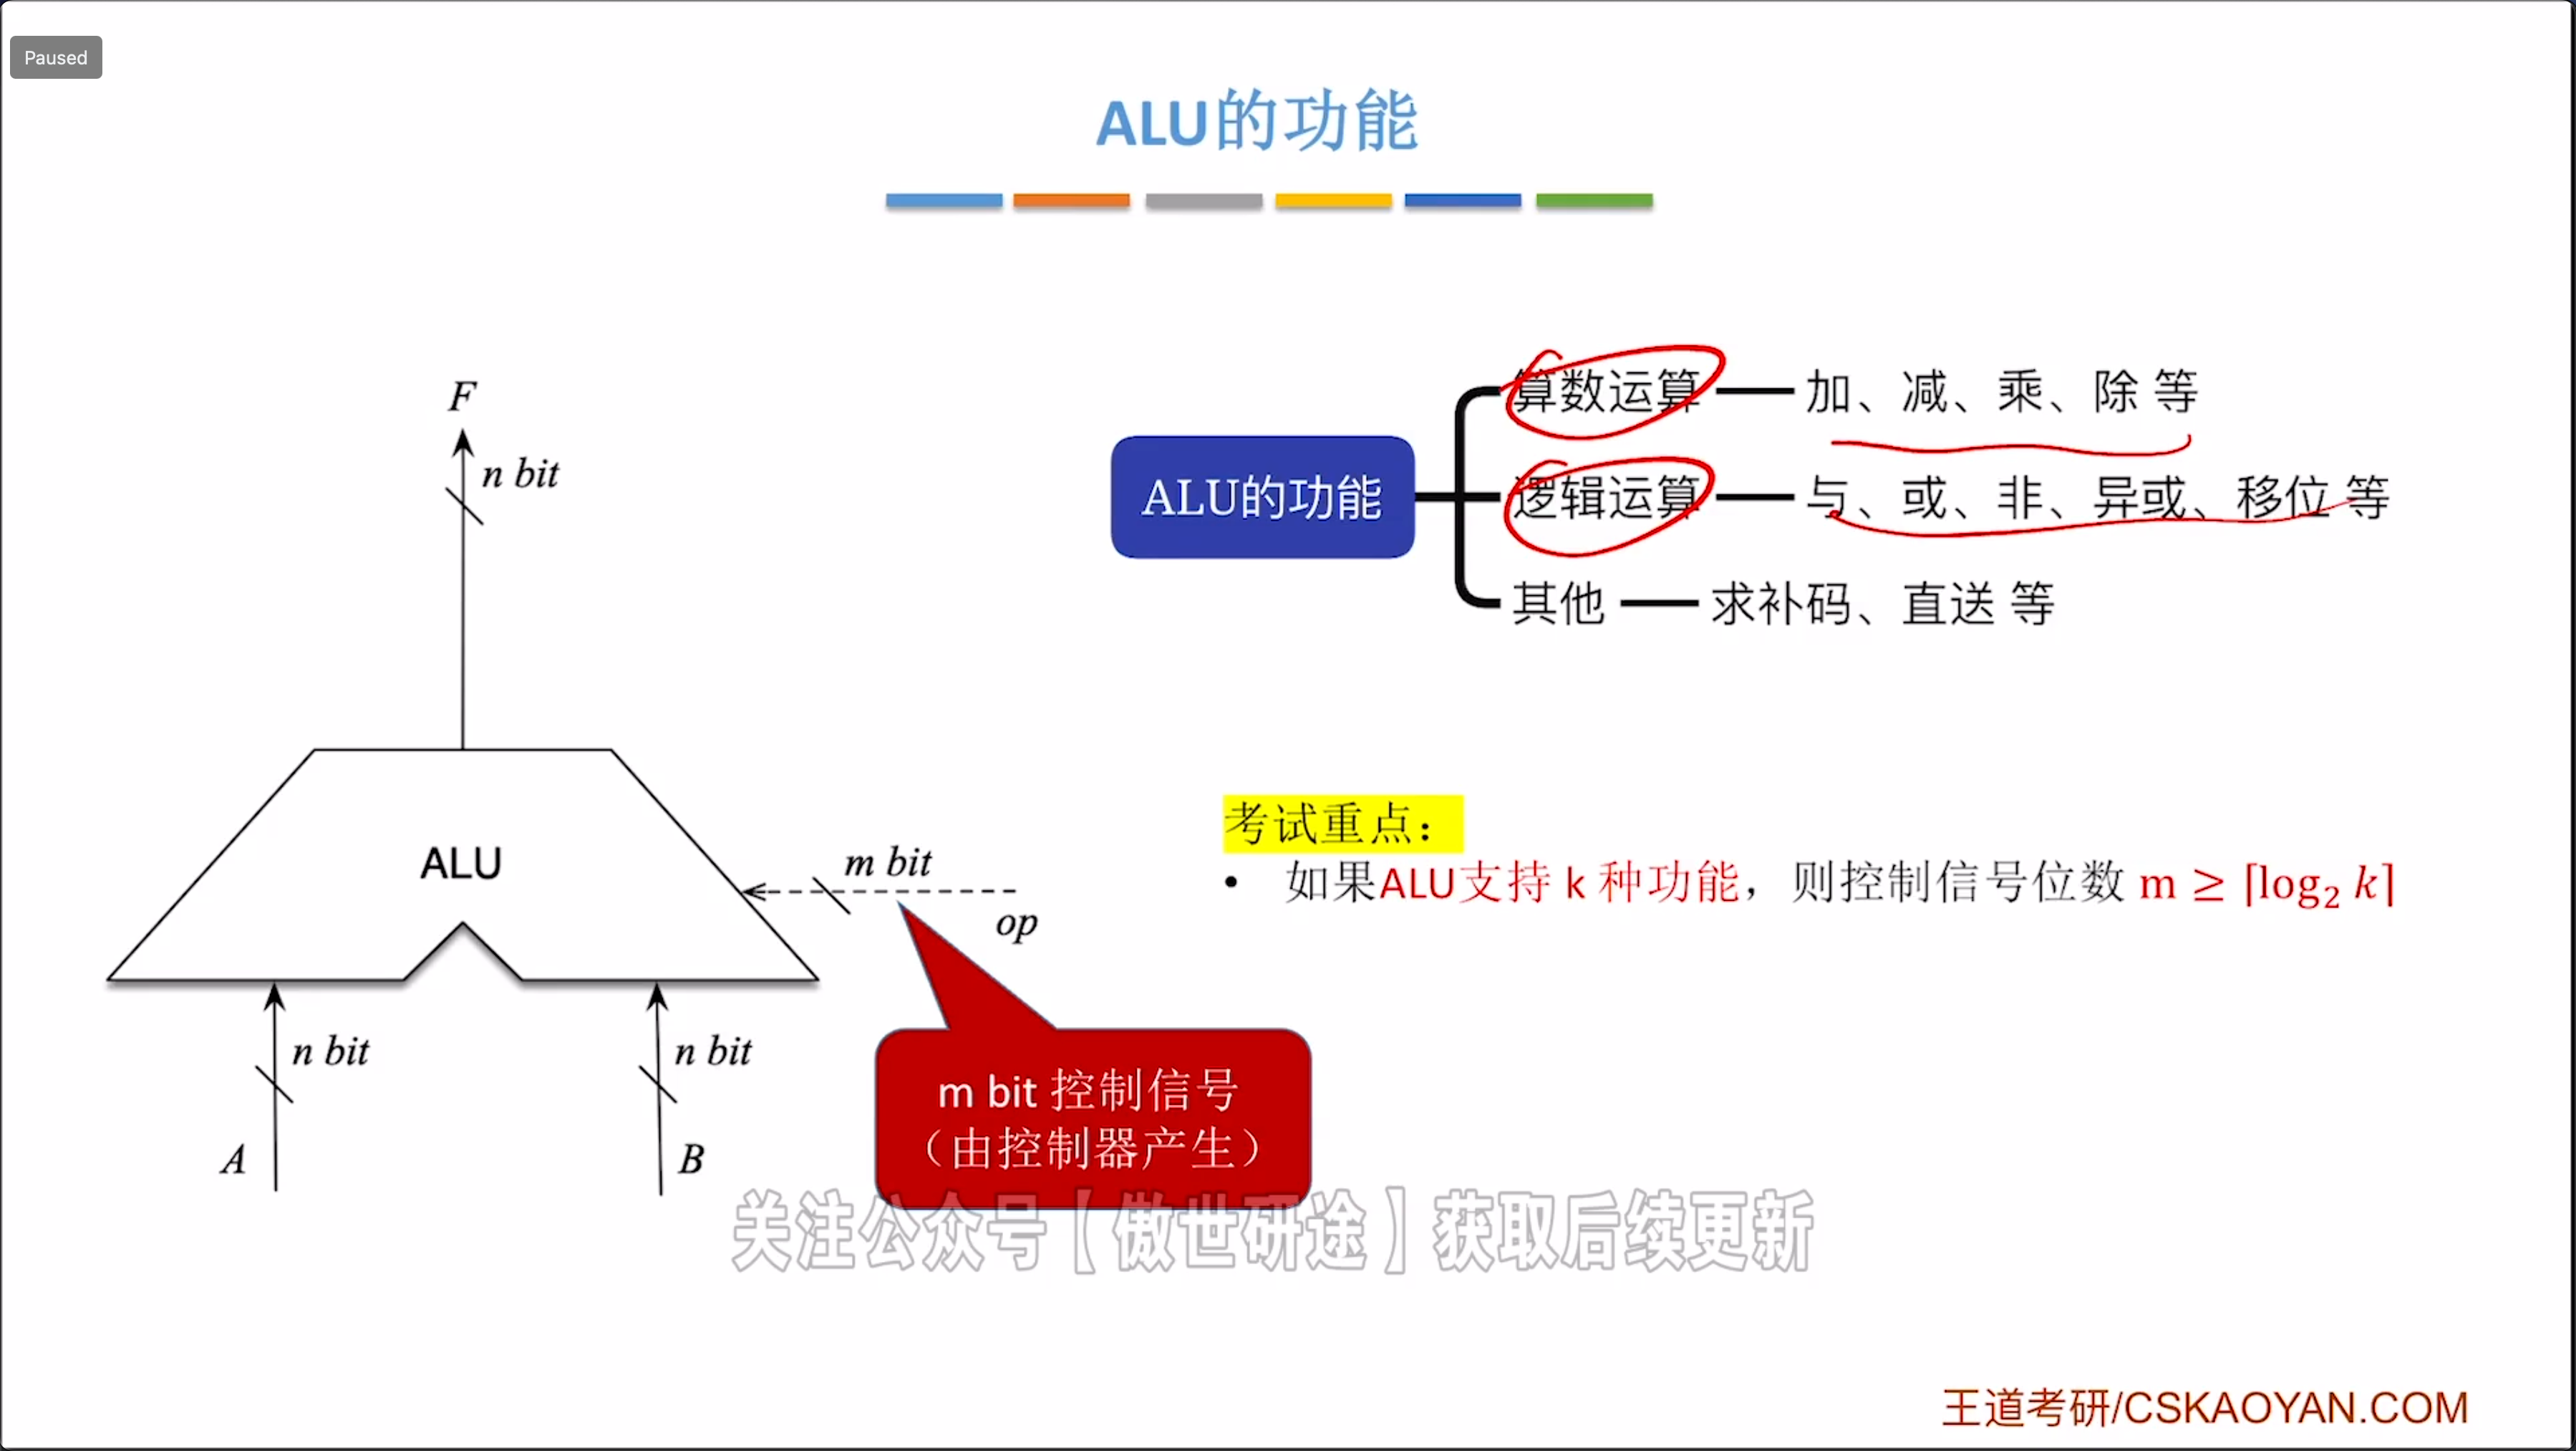 Paused
ALU的功能
F
n bit
ALU
m bit
op
n bit
n bit
A
B
m bit 控制信号
（由控制器产生）
ALU的功能
算数运算 加、减、乘、除 等
逻辑运算 与、或、非、异或、移位 等
其他 求补码、直送 等
考试重点：
• 如果ALU支持 k 种功能，则控制信号位数 m ≥ ⌈log₂ k⌉
关注公众号【傲世研途】获取后续更新
王道考研/CSKAOYAN.COM